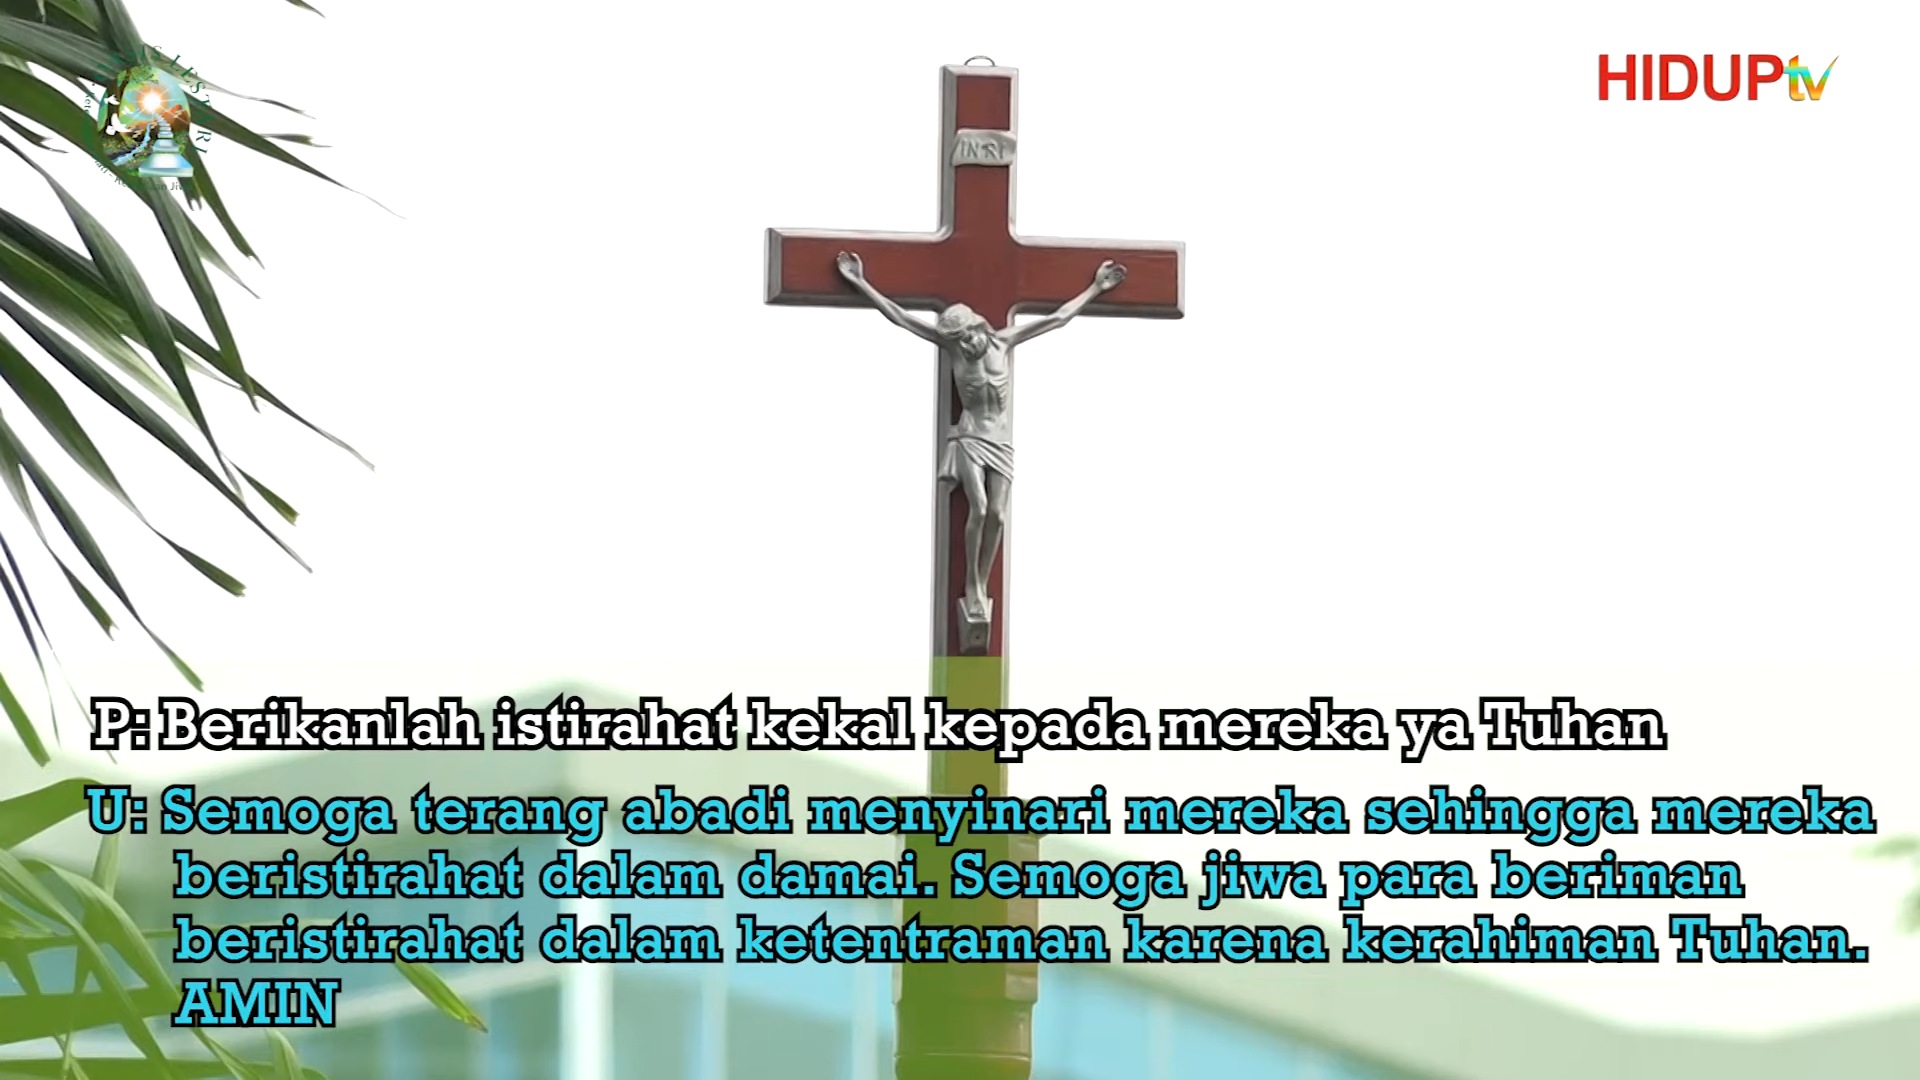 HIDUPtv
INRI
P: Berikanlah istirahat kekal kepada mereka ya Tuhan
U: Semoga terang abadi menyinari mereka sehingga mereka
beristirahat dalam damai. Semoga jiwa para beriman
beristirahat dalam ketentraman karena kerahiman Tuhan.
AMIN